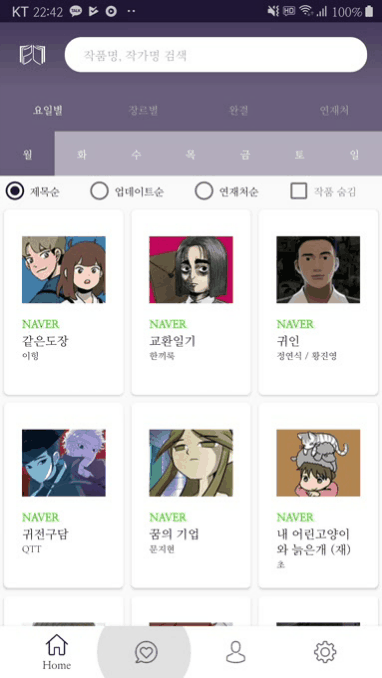 KT 22:42 100%
작품명, 작가명 검색
요일별 장르별 완결 연재처
월 화 수 목 금 토 일
제목순 업데이트순 연재처순 작품 숨김
NAVER
같은도장
이힝
NAVER
교환일기
한끼룩
NAVER
귀인
정연식 / 황진영
NAVER
귀전구담
QTT
NAVER
꿈의 기업
문지현
NAVER
내 어린고양이
와 늙은개 (재)
초
Home